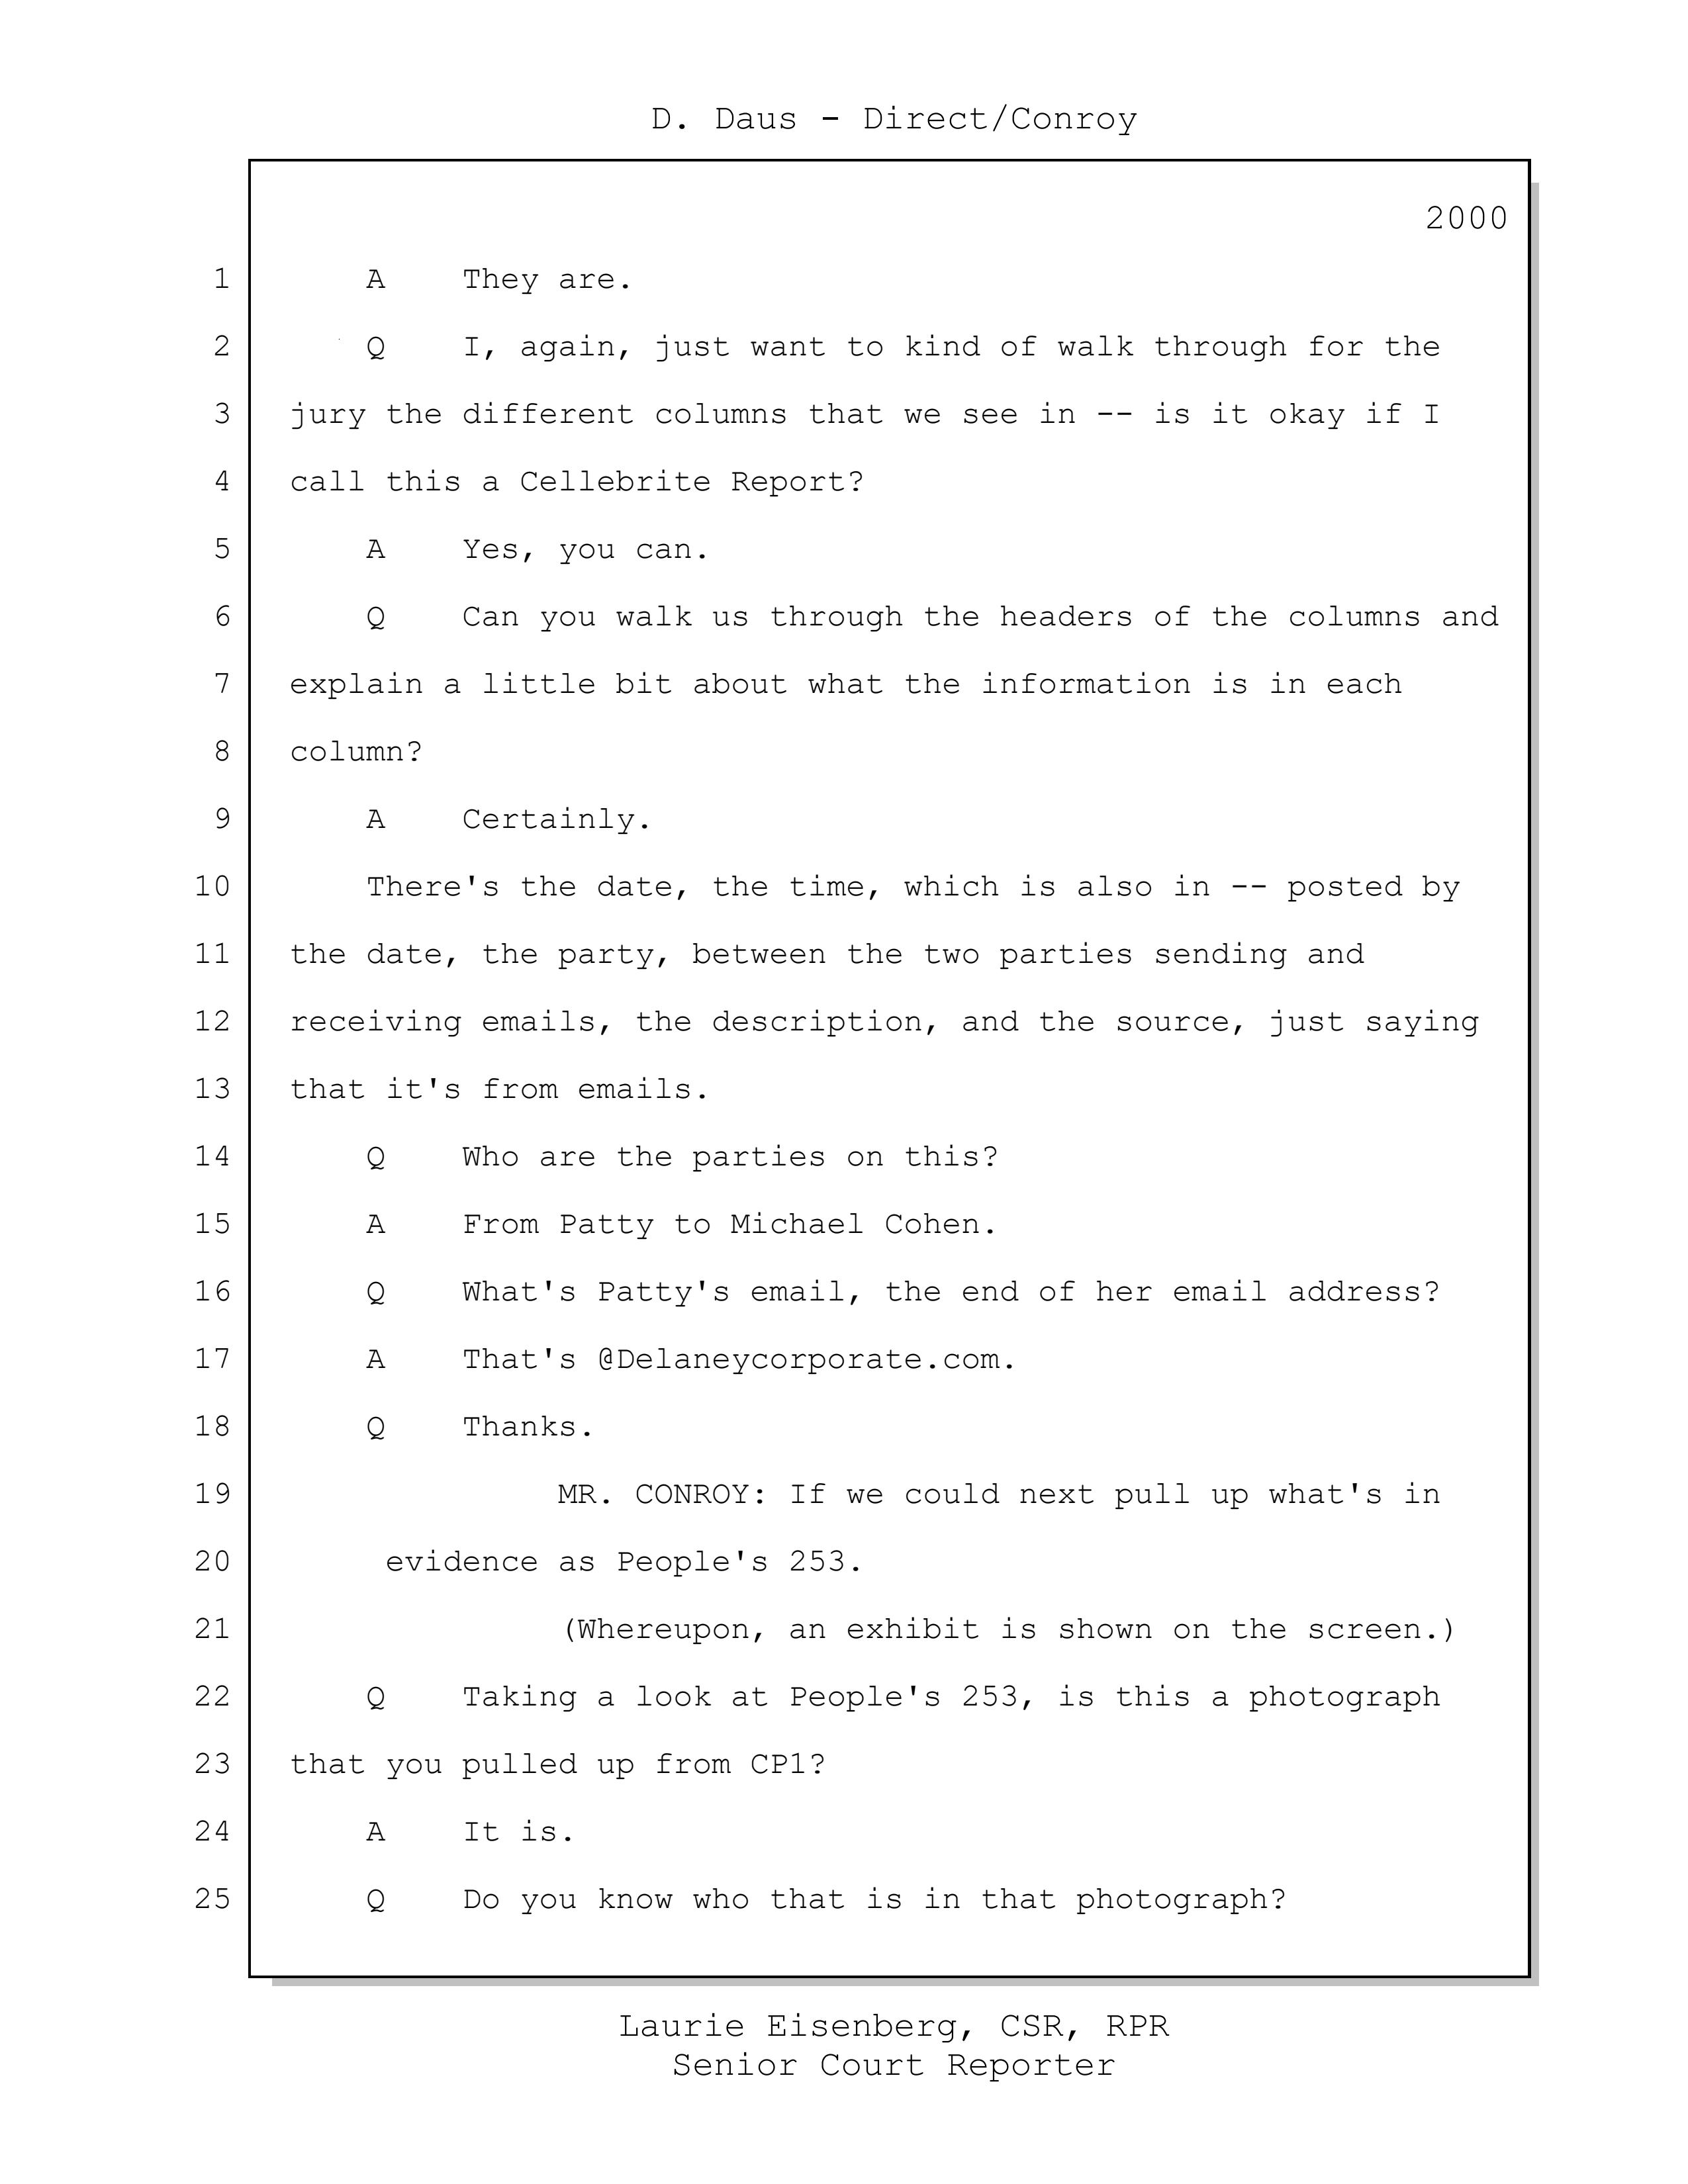 D. Daus - Direct/Conroy
2000
1 A They are.
2 Q I, again, just want to kind of walk through for the
3 jury the different columns that we see in -- is it okay if I
4 call this a Cellebrite Report?
5 A Yes, you can.
6 Q Can you walk us through the headers of the columns and
7 explain a little bit about what the information is in each
8 column?
9 A Certainly.
10 There's the date, the time, which is also in -- posted by
11 the date, the party, between the two parties sending and
12 receiving emails, the description, and the source, just saying
13 that it's from emails.
14 Q Who are the parties on this?
15 A From Patty to Michael Cohen.
16 Q What's Patty's email, the end of her email address?
17 A That's @Delaneycorporate.com.
18 Q Thanks.
19 MR. CONROY: If we could next pull up what's in
20 evidence as People's 253.
21 (Whereupon, an exhibit is shown on the screen.)
22 Q Taking a look at People's 253, is this a photograph
23 that you pulled up from CP1?
24 A It is.
25 Q Do you know who that is in that photograph?
Laurie Eisenberg, CSR, RPR
Senior Court Reporter